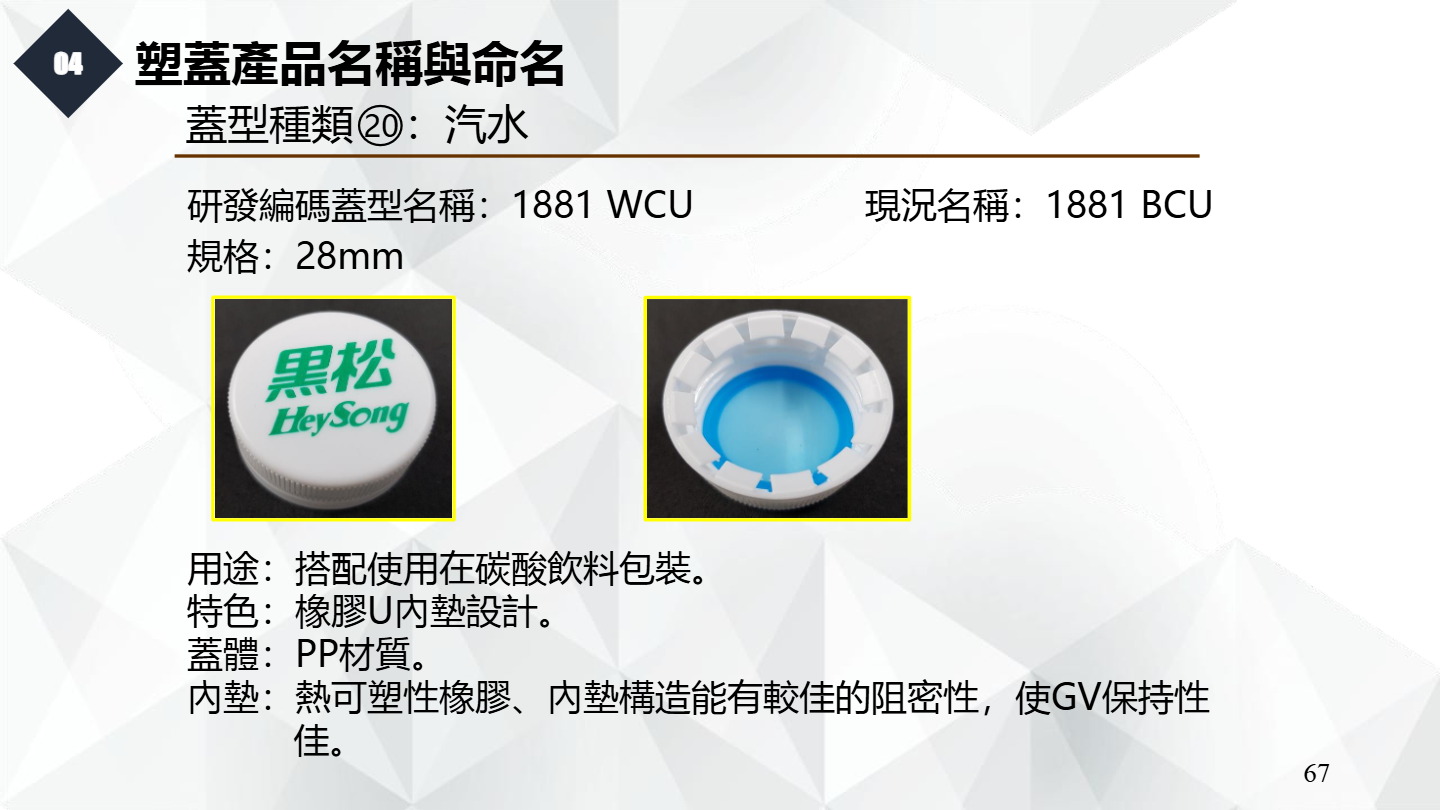 04
塑蓋產品名稱與命名
蓋型種類⑳：汽水
研發編碼蓋型名稱：1881 WCU
現況名稱：1881 BCU
規格：28mm
黑松
HeySong
用途：搭配使用在碳酸飲料包裝。
特色：橡膠U內墊設計。
蓋體：PP材質。
內墊：熱可塑性橡膠、內墊構造能有較佳的阻密性，使GV保持性
佳。
67